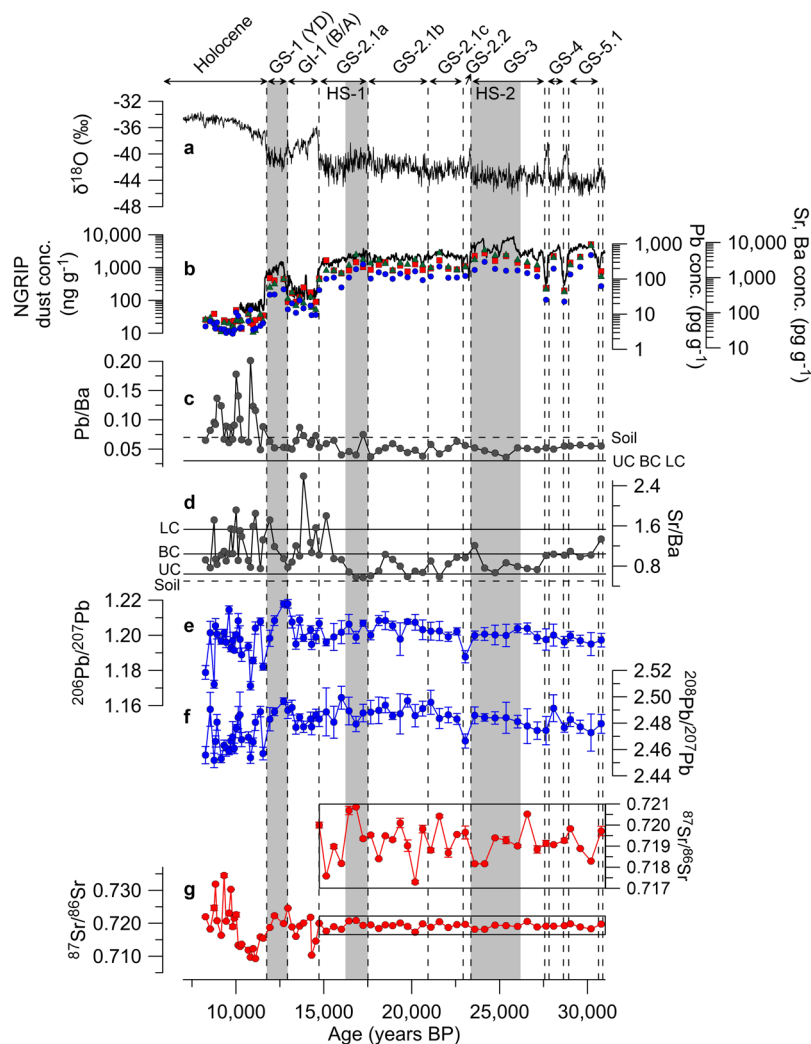 Holocene
GS-1 (YD)
GI-1 (B/A)
GS-2.1a
GS-2.1b
GS-2.1c
GS-2.2
GS-3
GS-4
GS-5.1
HS-1
HS-2
a
δ¹⁸O (‰)
-32
-36
-40
-44
-48
b
NGRIP
dust conc.
(ng g⁻¹)
10,000
1,000
100
10
Pb conc. (pg g⁻¹)
1,000
100
10
1
Sr, Ba conc. (pg g⁻¹)
10,000
1,000
100
10
c
Pb/Ba
0.20
0.15
0.10
0.05
Soil
UC BC LC
d
Sr/Ba
2.4
1.6
0.8
LC
BC
UC
Soil
e
²⁰⁶Pb/²⁰⁷Pb
1.22
1.20
1.18
1.16
f
²⁰⁸Pb/²⁰⁷Pb
2.52
2.50
2.48
2.46
2.44
⁸⁷Sr/⁸⁶Sr
0.721
0.720
0.719
0.718
0.717
g
⁸⁷Sr/⁸⁶Sr
0.730
0.720
0.710
10,000 15,000 20,000 25,000 30,000
Age (years BP)